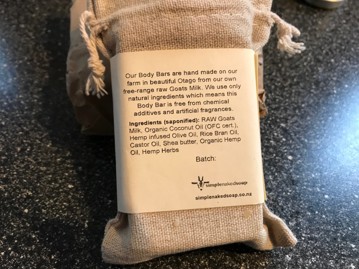 Our Body Bars are hand made on our
farm in beautiful Otago from our own
free-range raw Goats Milk. We use only
natural ingredients which means this
Body Bar is free from chemical
additives and artificial fragrances.
Ingredients (saponified): RAW Goats
Milk, Organic Coconut Oil (OFC cert.),
Hemp infused Olive Oil, Rice Bran Oil,
Castor Oil, Shea butter, Organic Hemp
Oil, Hemp Herbs
Batch:
simplenakedsoap
simplenakedsoap.co.nz